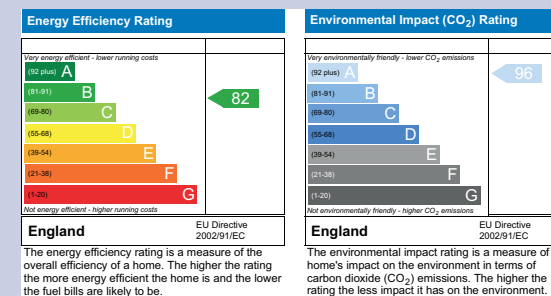 Energy Efficiency Rating
Very energy efficient - lower running costs
(92 plus) A
(81-91) B
(69-80) C
(55-68) D
(39-54) E
(21-38) F
(1-20) G
82
Not energy efficient - higher running costs
England
EU Directive
2002/91/EC
The energy efficiency rating is a measure of the
overall efficiency of a home. The higher the rating
the more energy efficient the home is and the lower
the fuel bills are likely to be.
Environmental Impact (CO₂) Rating
Very environmentally friendly - lower CO₂ emissions
(92 plus) A
(81-91) B
(69-80) C
(55-68) D
(39-54) E
(21-38) F
(1-20) G
96
Not environmentally friendly - higher CO₂ emissions
England
EU Directive
2002/91/EC
The environmental impact rating is a measure of
home's impact on the environment in terms of
carbon dioxide (CO₂) emissions. The higher the
rating the less impact it has on the environment.